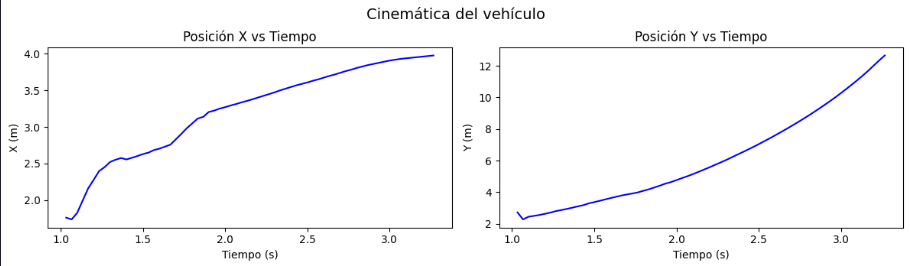 Cinemática del vehículo
Posición X vs Tiempo
4.0
3.5
3.0
2.5
2.0
X (m)
1.0 1.5 2.0 2.5 3.0
Tiempo (s)
Posición Y vs Tiempo
12
10
8
6
4
2
Y (m)
1.0 1.5 2.0 2.5 3.0
Tiempo (s)